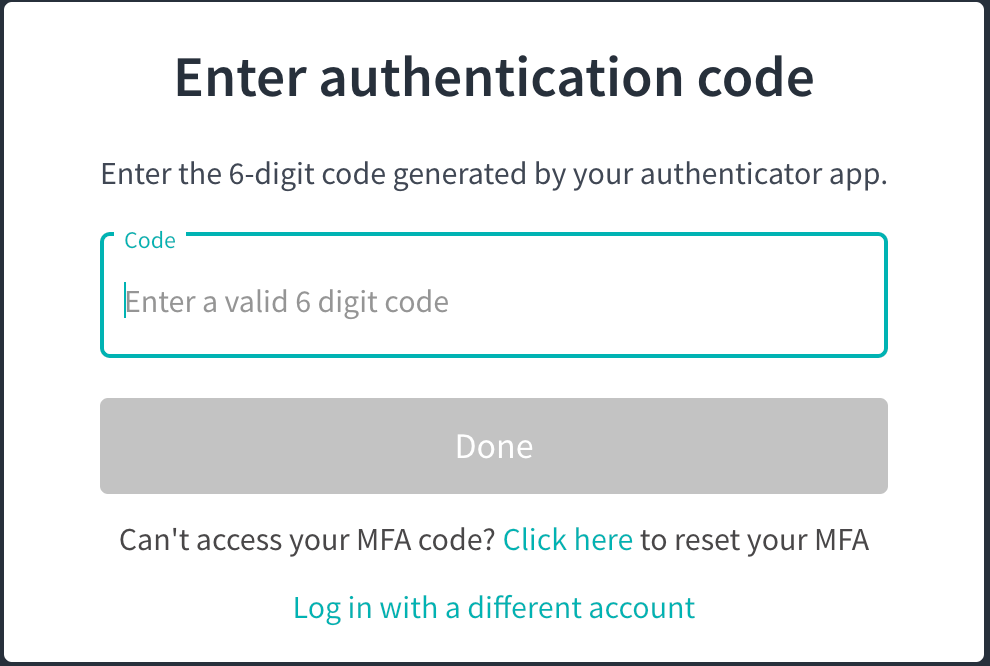 Enter authentication code
Enter the 6-digit code generated by your authenticator app.
Code
Enter a valid 6 digit code
Done
Can't access your MFA code? Click here to reset your MFA
Log in with a different account